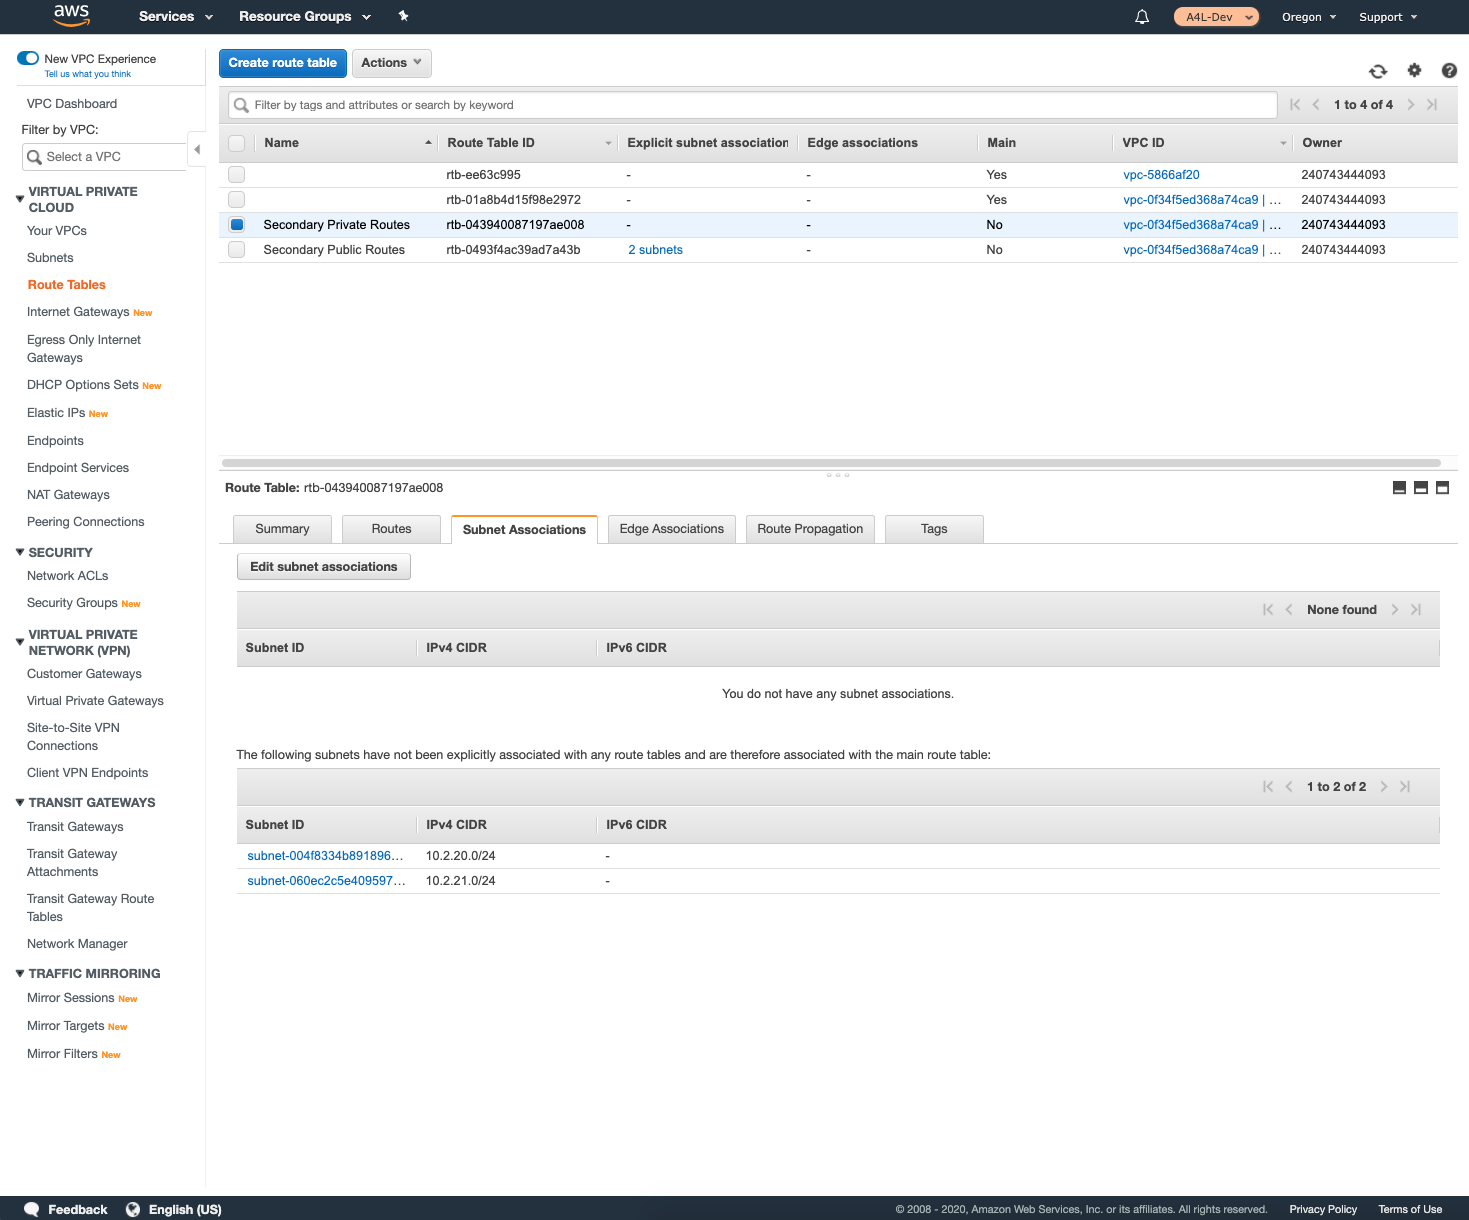 aws
Services
Resource Groups
A4L-Dev
Oregon
Support
New VPC Experience
Tell us what you think
VPC Dashboard
Filter by VPC:
Select a VPC
VIRTUAL PRIVATE
CLOUD
Your VPCs
Subnets
Route Tables
Internet Gateways New
Egress Only Internet
Gateways
DHCP Options Sets New
Elastic IPs New
Endpoints
Endpoint Services
NAT Gateways
Peering Connections
SECURITY
Network ACLs
Security Groups New
VIRTUAL PRIVATE
NETWORK (VPN)
Customer Gateways
Virtual Private Gateways
Site-to-Site VPN
Connections
Client VPN Endpoints
TRANSIT GATEWAYS
Transit Gateways
Transit Gateway
Attachments
Transit Gateway Route
Tables
Network Manager
TRAFFIC MIRRORING
Mirror Sessions New
Mirror Targets New
Mirror Filters New
Create route table
Actions
Filter by tags and attributes or search by keyword
1 to 4 of 4
Name Route Table ID Explicit subnet association Edge associations Main VPC ID Owner
rtb-ee63c995 - - Yes vpc-5866af20 240743444093
rtb-01a8b4d15f98e2972 - - Yes vpc-0f34f5ed368a74ca9 | ... 240743444093
Secondary Private Routes rtb-043940087197ae008 - - No vpc-0f34f5ed368a74ca9 | ... 240743444093
Secondary Public Routes rtb-0493f4ac39ad7a43b 2 subnets - No vpc-0f34f5ed368a74ca9 | ... 240743444093
Route Table: rtb-043940087197ae008
Summary
Routes
Subnet Associations
Edge Associations
Route Propagation
Tags
Edit subnet associations
None found
Subnet ID IPv4 CIDR IPv6 CIDR
You do not have any subnet associations.
The following subnets have not been explicitly associated with any route tables and are therefore associated with the main route table:
1 to 2 of 2
Subnet ID IPv4 CIDR IPv6 CIDR
subnet-004f8334b891896... 10.2.20.0/24 -
subnet-060ec2c5e409597... 10.2.21.0/24 -
Feedback
English (US)
© 2008 - 2020, Amazon Web Services, Inc. or its affiliates. All rights reserved.
Privacy Policy
Terms of Use